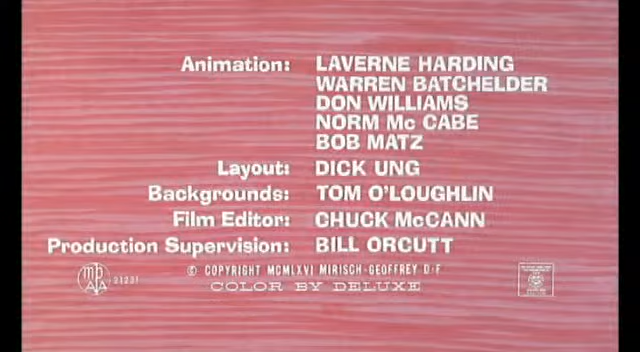 Animation: LAVERNE HARDING
WARREN BATCHELDER
DON WILLIAMS
NORM Mc CABE
BOB MATZ
Layout: DICK UNG
Backgrounds: TOM O'LOUGHLIN
Film Editor: CHUCK McCANN
Production Supervision: BILL ORCUTT
© COPYRIGHT MCMLXVI MIRISCH-GEOFFREY D-F
COLOR BY DELUXE